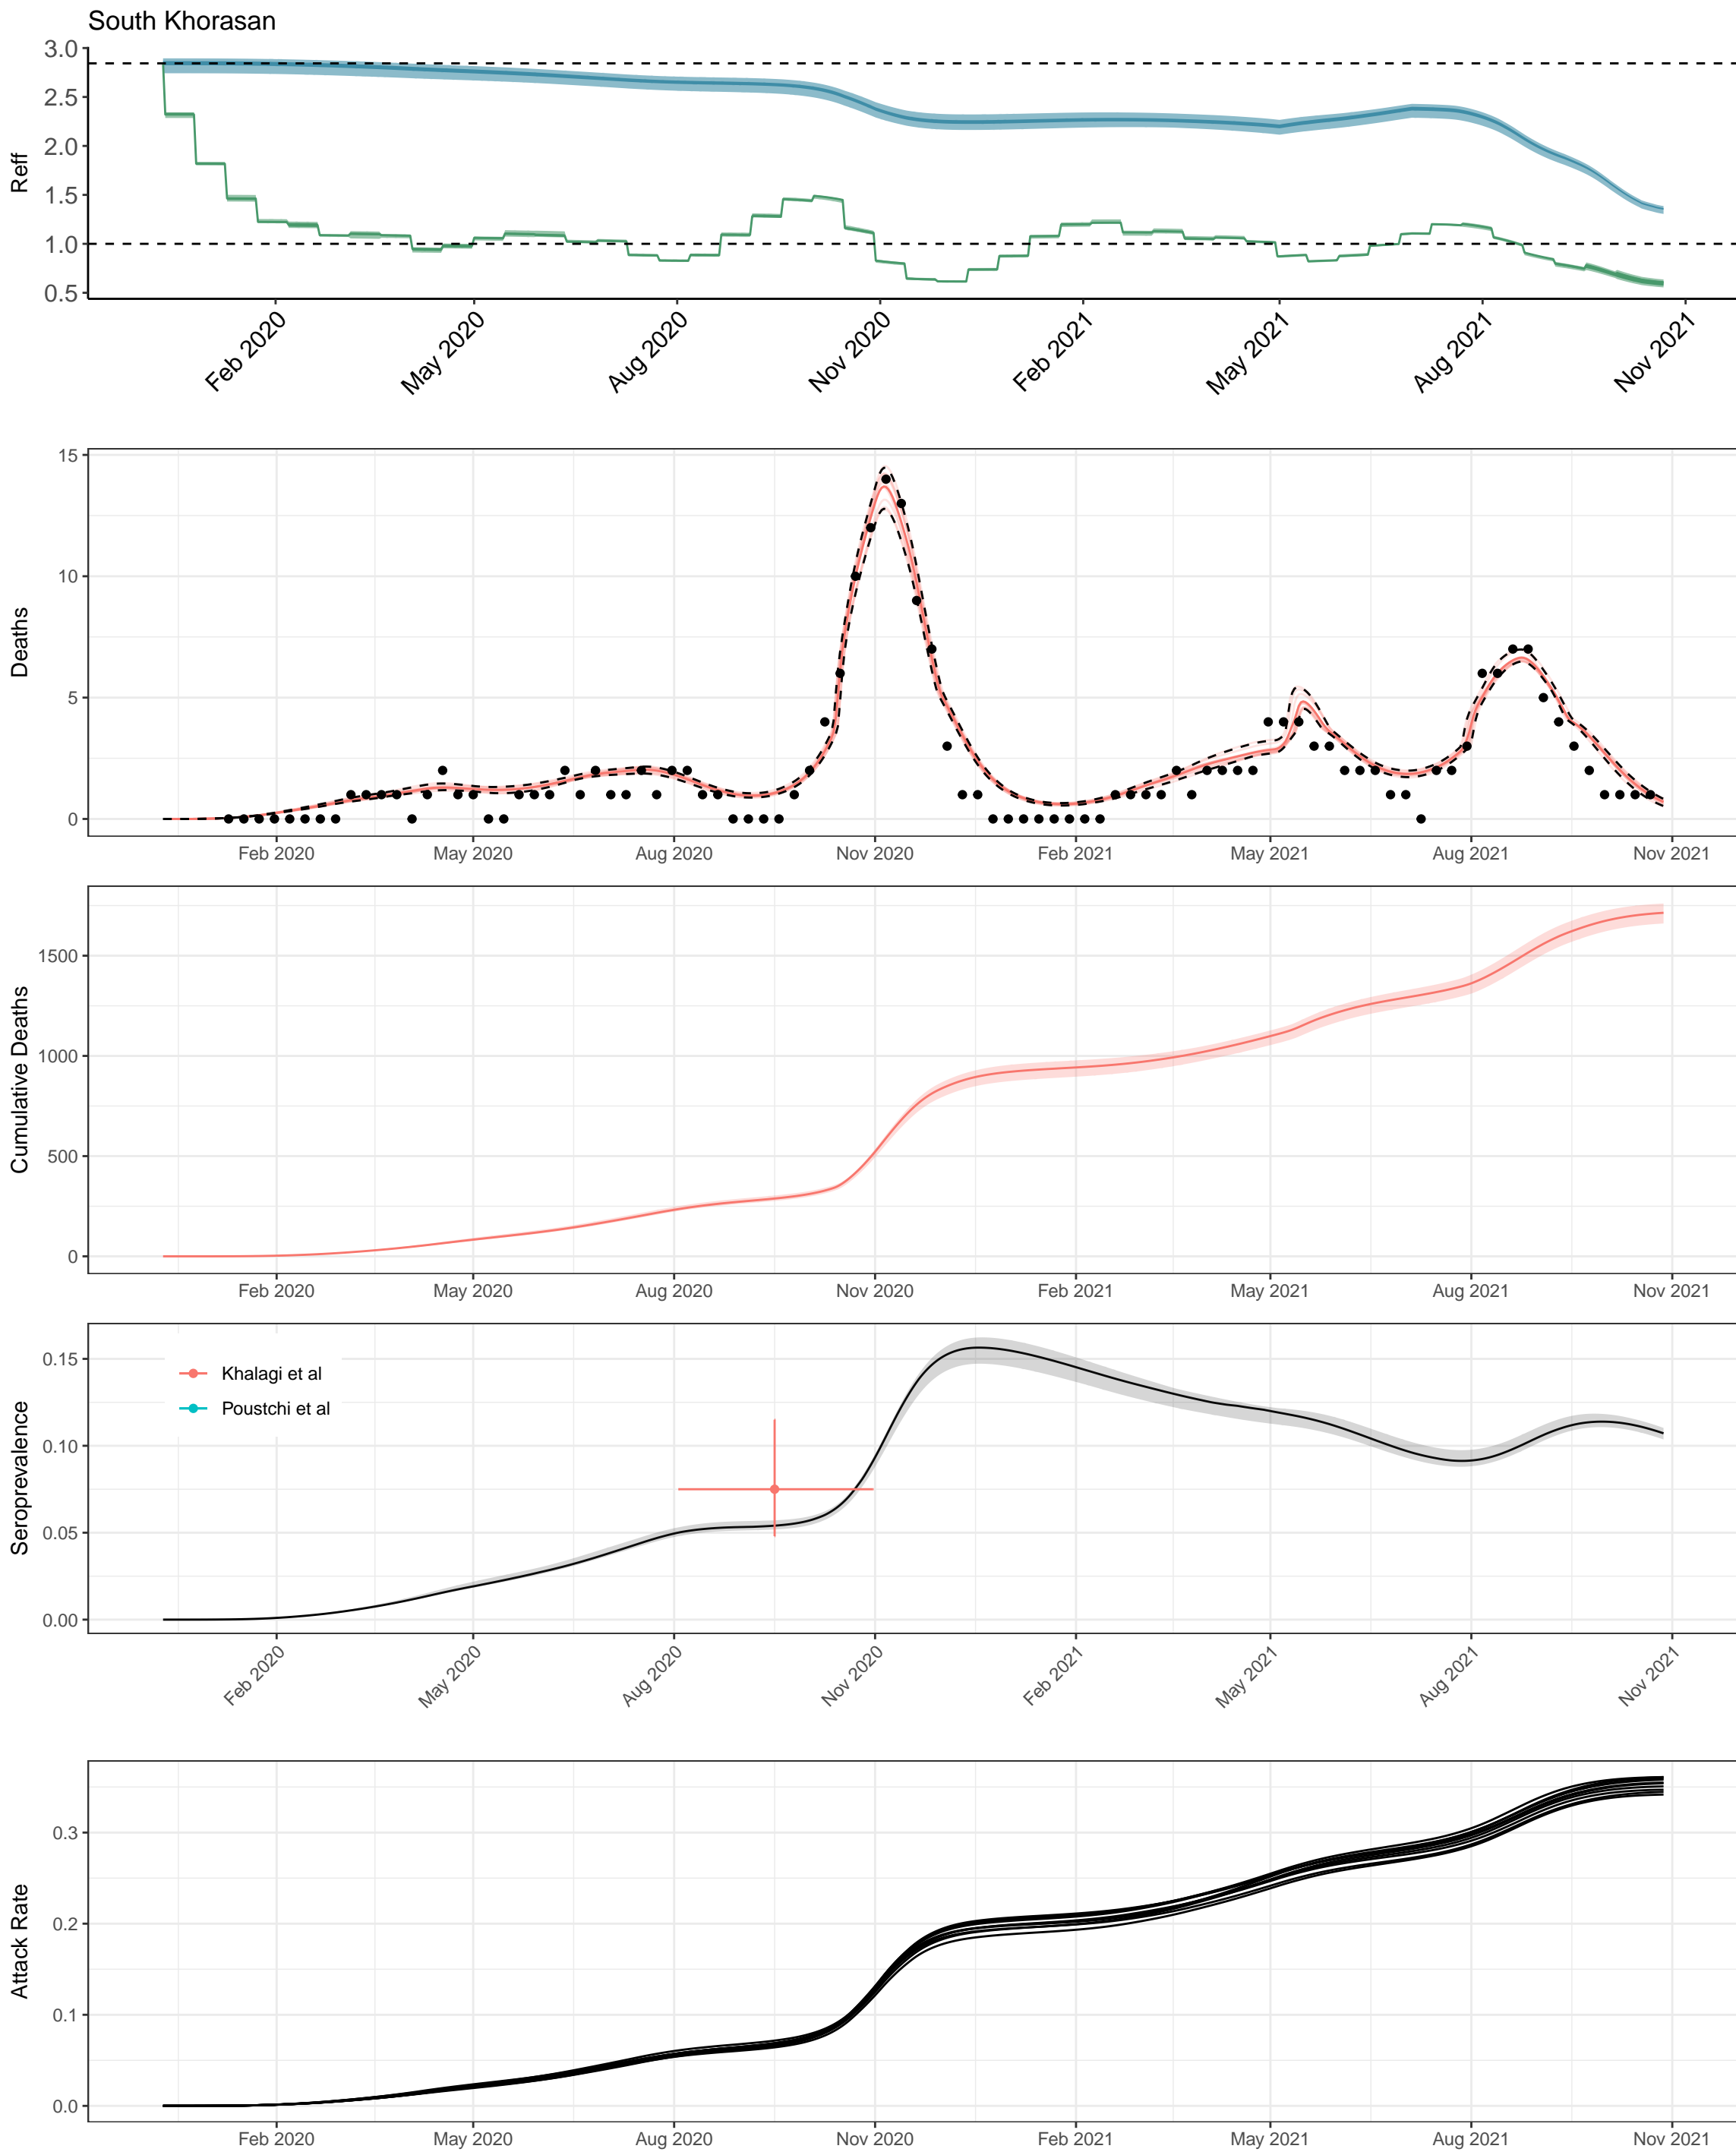 South Khorasan
Reff
3.0
2.5
2.0
1.5
1.0
0.5
Feb 2020
May 2020
Aug 2020
Nov 2020
Feb 2021
May 2021
Aug 2021
Nov 2021
Deaths
15
10
5
0
Feb 2020
May 2020
Aug 2020
Nov 2020
Feb 2021
May 2021
Aug 2021
Nov 2021
Cumulative Deaths
1500
1000
500
0
Feb 2020
May 2020
Aug 2020
Nov 2020
Feb 2021
May 2021
Aug 2021
Nov 2021
Seroprevalence
0.15
0.10
0.05
0.00
Khalagi et al
Poustchi et al
Feb 2020
May 2020
Aug 2020
Nov 2020
Feb 2021
May 2021
Aug 2021
Nov 2021
Attack Rate
0.3
0.2
0.1
0.0
Feb 2020
May 2020
Aug 2020
Nov 2020
Feb 2021
May 2021
Aug 2021
Nov 2021